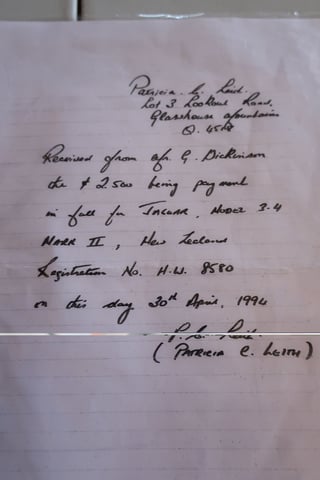 Patricia C. Leith.
Lot 3 Lookout Road.
Glasshouse Mountains
Q. 4518
Received from Mr. G. Dickinson
the $ 2.500 being payment
in full for JAGUAR, MODEL 3-4
MARK II, New Zealand
Registration No. H.W. 8580
on this day 30th April, 1994
P. C. Leith
(PATRICIA C. LEITH)